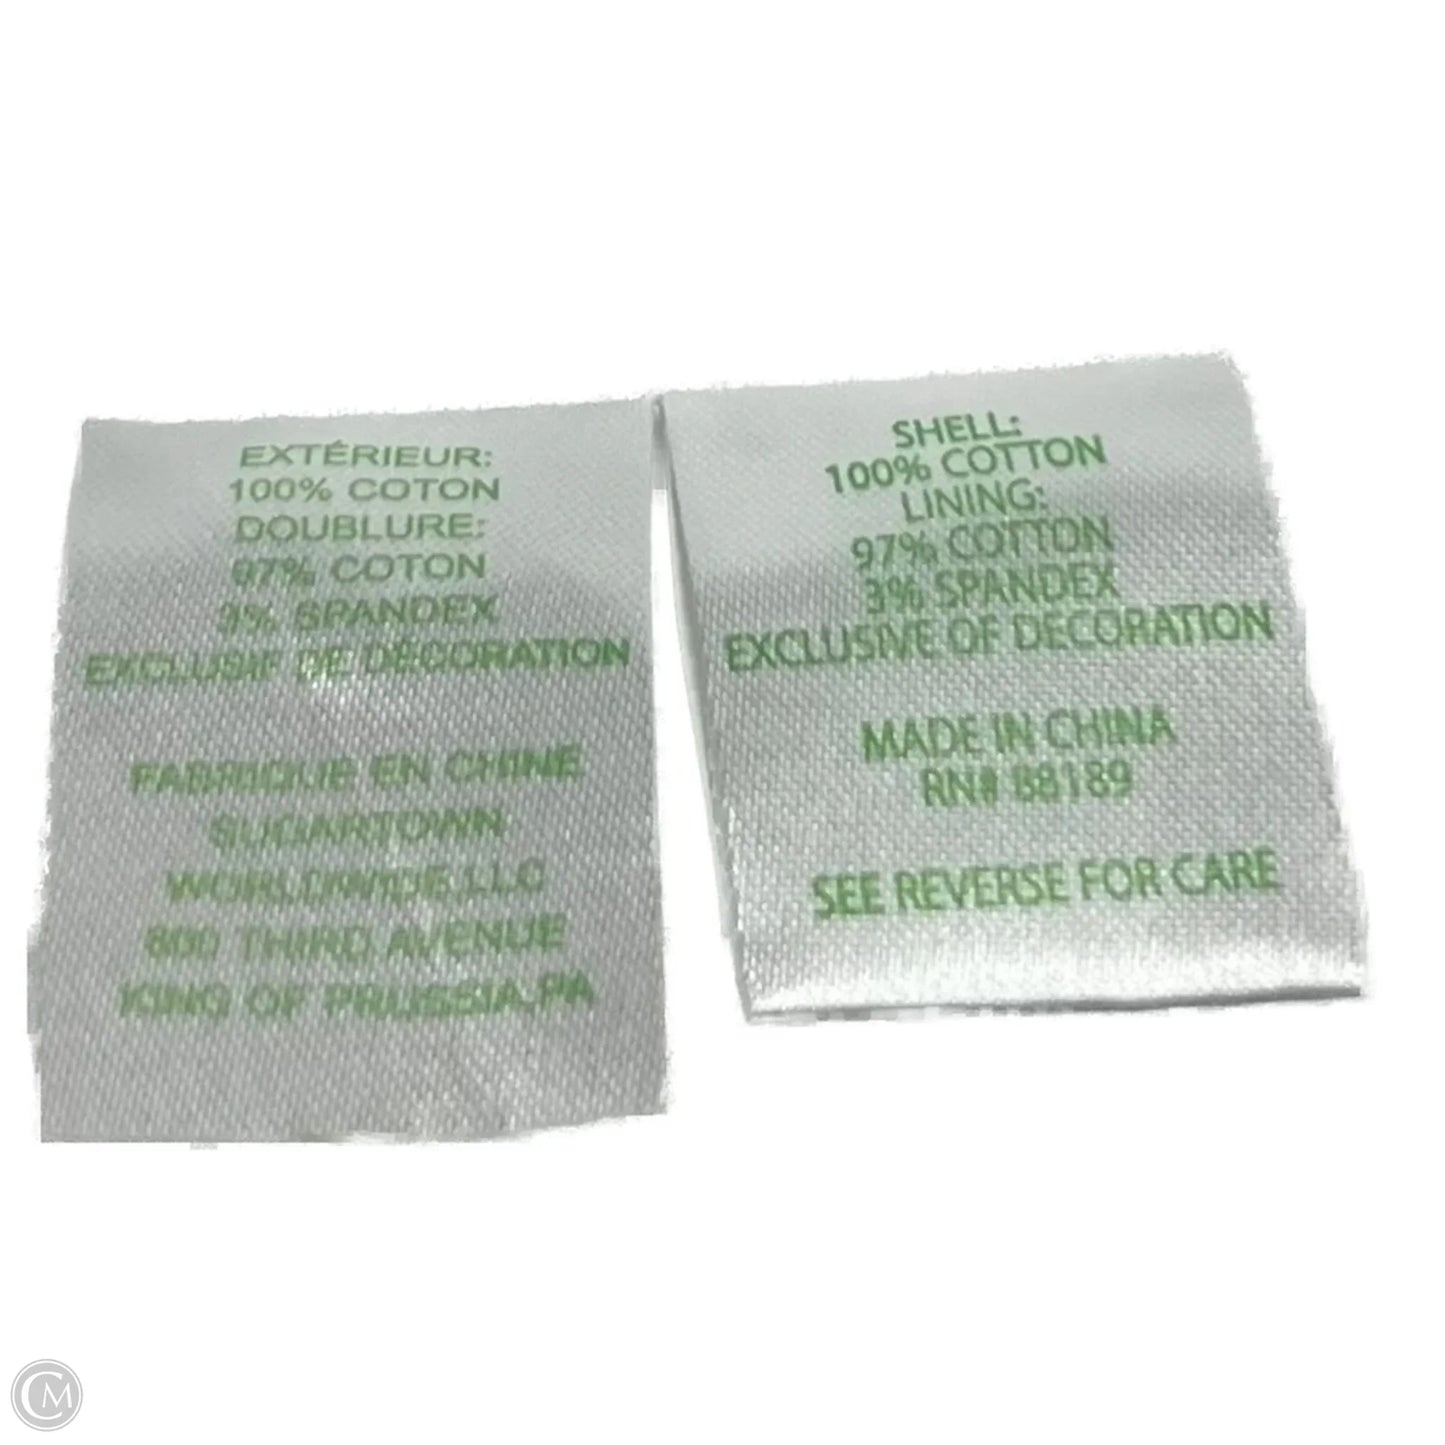 EXTÉRIEUR:
100% COTON
DOUBLURE:
97% COTON
3% SPANDEX
EXCLUSIF DE DÉCORATION
FABRIQUE EN CHINE
SUGARTOWN
WORLDWIDE LLC
800 THIRD AVENUE
KING OF PRUSSIA, PA
SHELL:
100% COTTON
LINING:
97% COTTON
3% SPANDEX
EXCLUSIVE OF DECORATION
MADE IN CHINA
RN# 88189
SEE REVERSE FOR CARE
CM